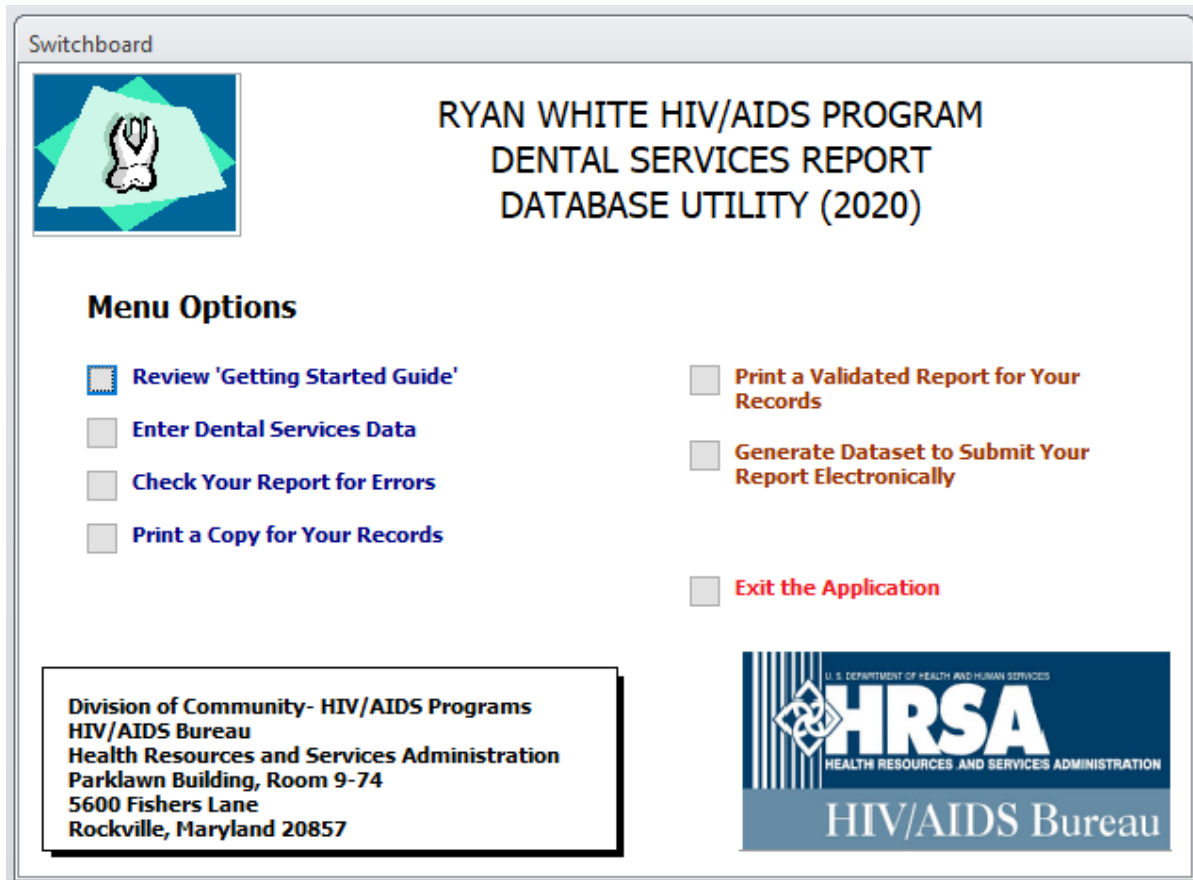 Switchboard
RYAN WHITE HIV/AIDS PROGRAM
DENTAL SERVICES REPORT
DATABASE UTILITY (2020)
Menu Options
Review 'Getting Started Guide'
Enter Dental Services Data
Check Your Report for Errors
Print a Copy for Your Records
Print a Validated Report for Your
Records
Generate Dataset to Submit Your
Report Electronically
Exit the Application
Division of Community- HIV/AIDS Programs
HIV/AIDS Bureau
Health Resources and Services Administration
Parklawn Building, Room 9-74
5600 Fishers Lane
Rockville, Maryland 20857
U. S. DEPARTMENT OF HEALTH AND HUMAN SERVICES
HRSA
HEALTH RESOURCES AND SERVICES ADMINISTRATION
HIV/AIDS Bureau